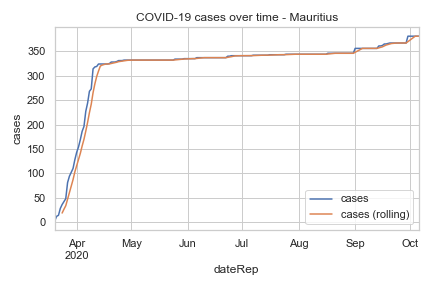 COVID-19 cases over time - Mauritius
cases
350
300
250
200
150
100
50
0
cases
cases (rolling)
Apr
2020
May
Jun
Jul
Aug
Sep
Oct
dateRep